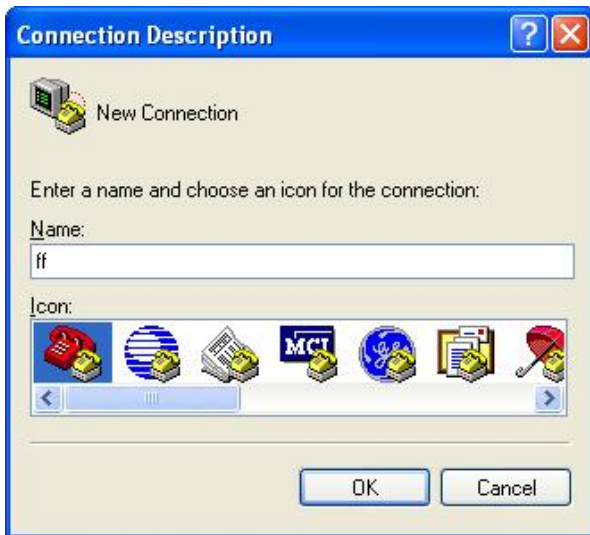 Connection Description
New Connection
Enter a name and choose an icon for the connection:
Name:
ff
Icon:
MCI
OK
Cancel